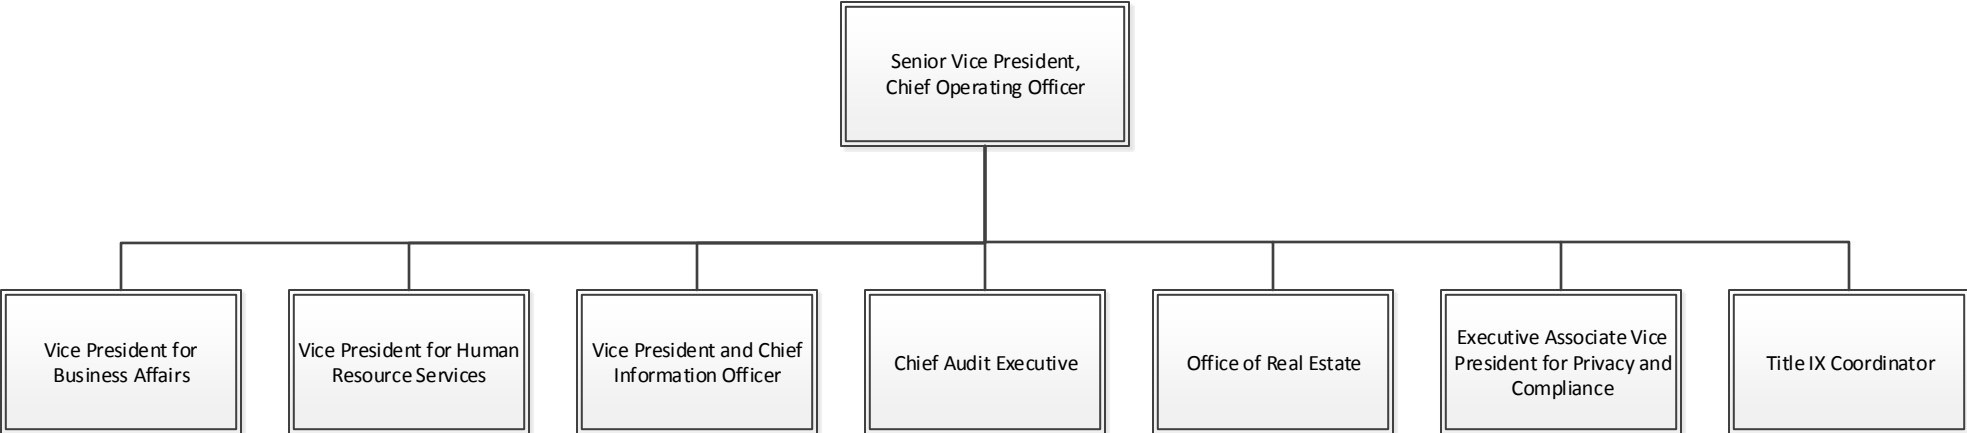 Senior Vice President,
Chief Operating Officer
Vice President for
Business Affairs
Vice President for Human
Resource Services
Vice President and Chief
Information Officer
Chief Audit Executive
Office of Real Estate
Executive Associate Vice
President for Privacy and
Compliance
Title IX Coordinator